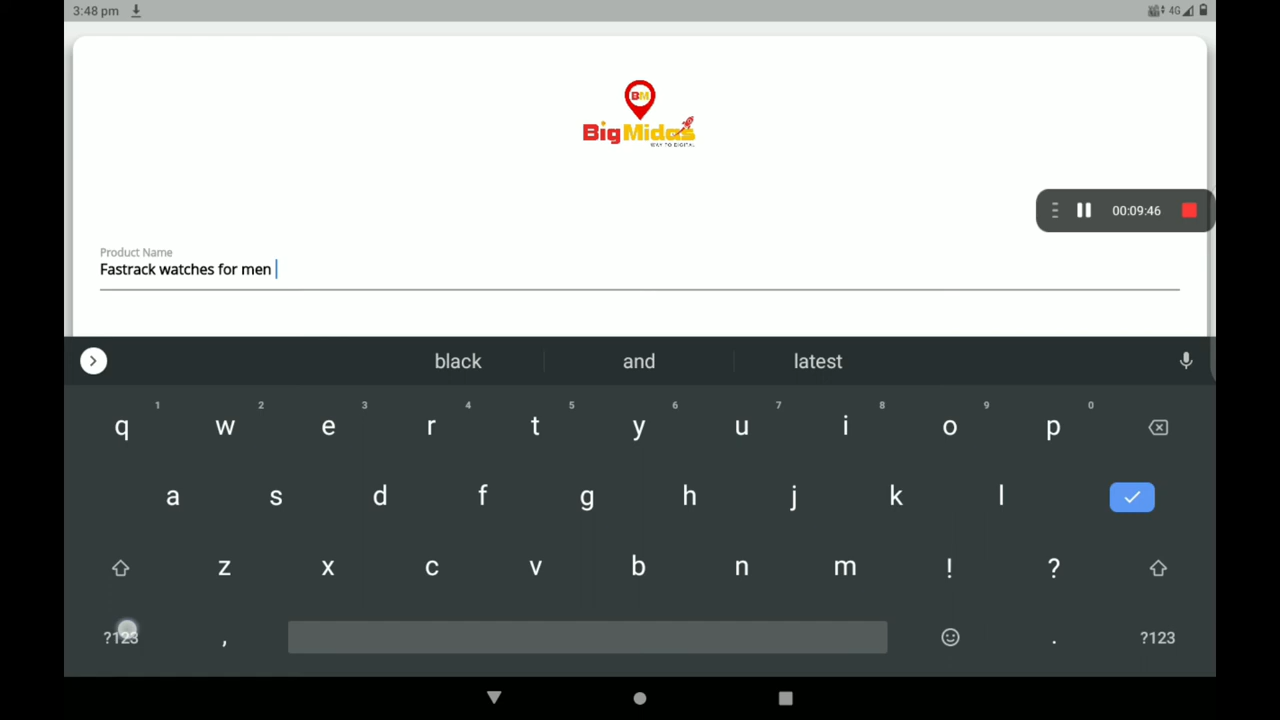 3:48 pm
4G
BM
BigMidas
WAY TO DIGITAL
00:09:46
Product Name
Fastrack watches for men
black and latest
1 2 3 4 5 6 7 8 9 0
q w e r t y u i o p
a s d f g h j k l
z x c v b n m ! ?
?123 , . ?123